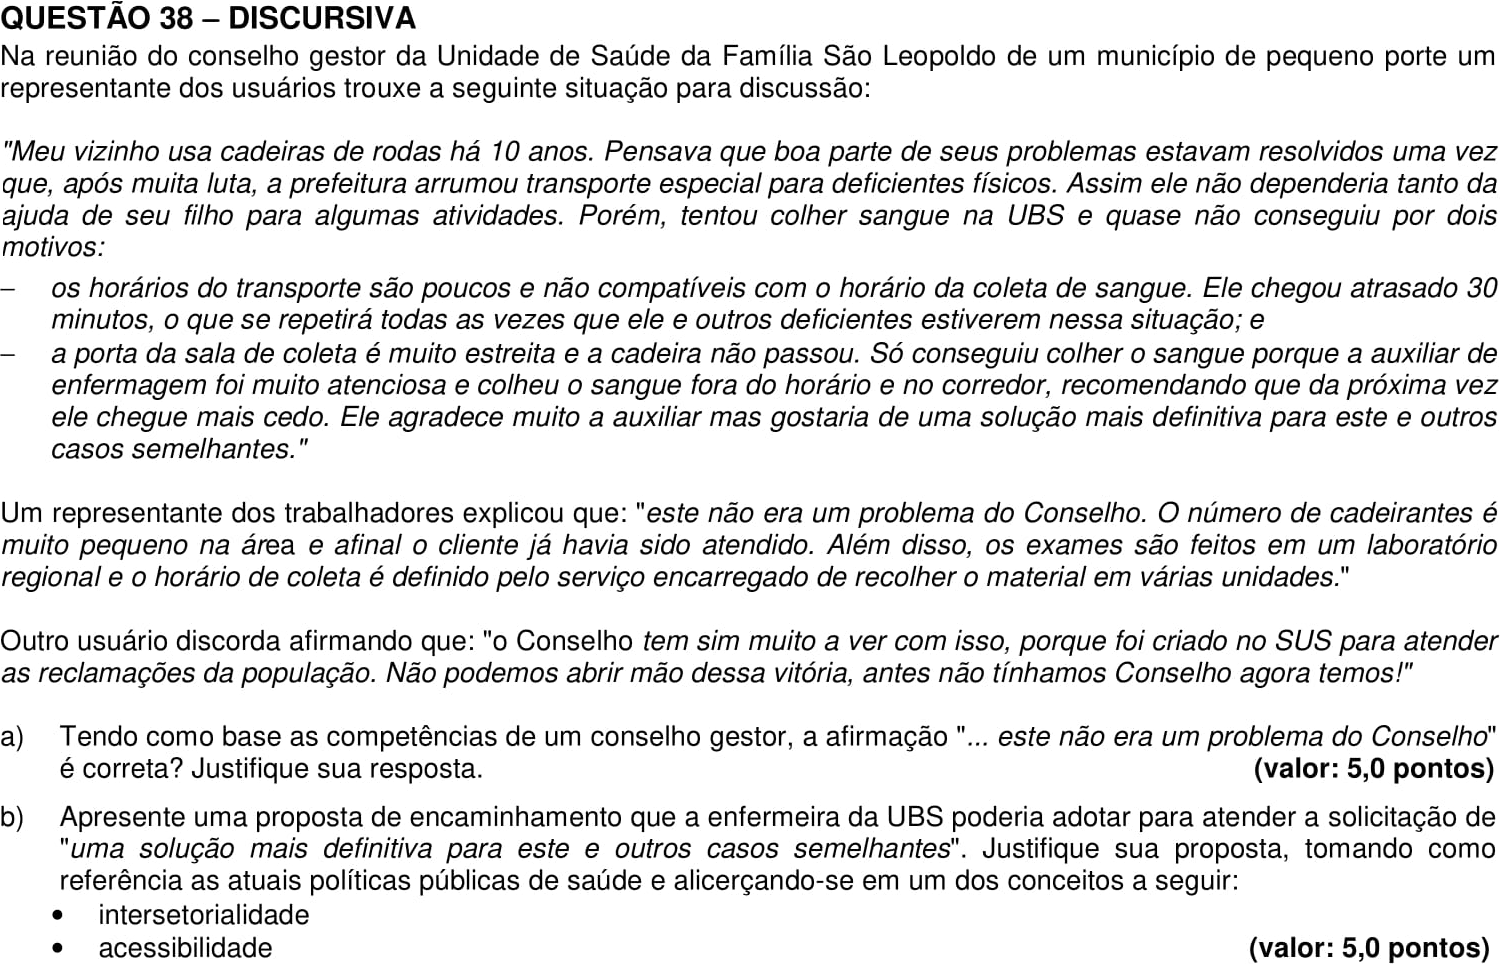 QUESTÃO 38 – DISCURSIVA
Na reunião do conselho gestor da Unidade de Saúde da Família São Leopoldo de um município de pequeno porte um
representante dos usuários trouxe a seguinte situação para discussão:
"Meu vizinho usa cadeiras de rodas há 10 anos. Pensava que boa parte de seus problemas estavam resolvidos uma vez
que, após muita luta, a prefeitura arrumou transporte especial para deficientes físicos. Assim ele não dependeria tanto da
ajuda de seu filho para algumas atividades. Porém, tentou colher sangue na UBS e quase não conseguiu por dois
motivos:
– os horários do transporte são poucos e não compatíveis com o horário da coleta de sangue. Ele chegou atrasado 30
minutos, o que se repetirá todas as vezes que ele e outros deficientes estiverem nessa situação; e
– a porta da sala de coleta é muito estreita e a cadeira não passou. Só conseguiu colher o sangue porque a auxiliar de
enfermagem foi muito atenciosa e colheu o sangue fora do horário e no corredor, recomendando que da próxima vez
ele chegue mais cedo. Ele agradece muito a auxiliar mas gostaria de uma solução mais definitiva para este e outros
casos semelhantes."
Um representante dos trabalhadores explicou que: "este não era um problema do Conselho. O número de cadeirantes é
muito pequeno na área e afinal o cliente já havia sido atendido. Além disso, os exames são feitos em um laboratório
regional e o horário de coleta é definido pelo serviço encarregado de recolher o material em várias unidades."
Outro usuário discorda afirmando que: "o Conselho tem sim muito a ver com isso, porque foi criado no SUS para atender
as reclamações da população. Não podemos abrir mão dessa vitória, antes não tínhamos Conselho agora temos!"
a) Tendo como base as competências de um conselho gestor, a afirmação "... este não era um problema do Conselho"
é correta? Justifique sua resposta. (valor: 5,0 pontos)
b) Apresente uma proposta de encaminhamento que a enfermeira da UBS poderia adotar para atender a solicitação de
"uma solução mais definitiva para este e outros casos semelhantes". Justifique sua proposta, tomando como
referência as atuais políticas públicas de saúde e alicerçando-se em um dos conceitos a seguir:
• intersetorialidade
• acessibilidade (valor: 5,0 pontos)